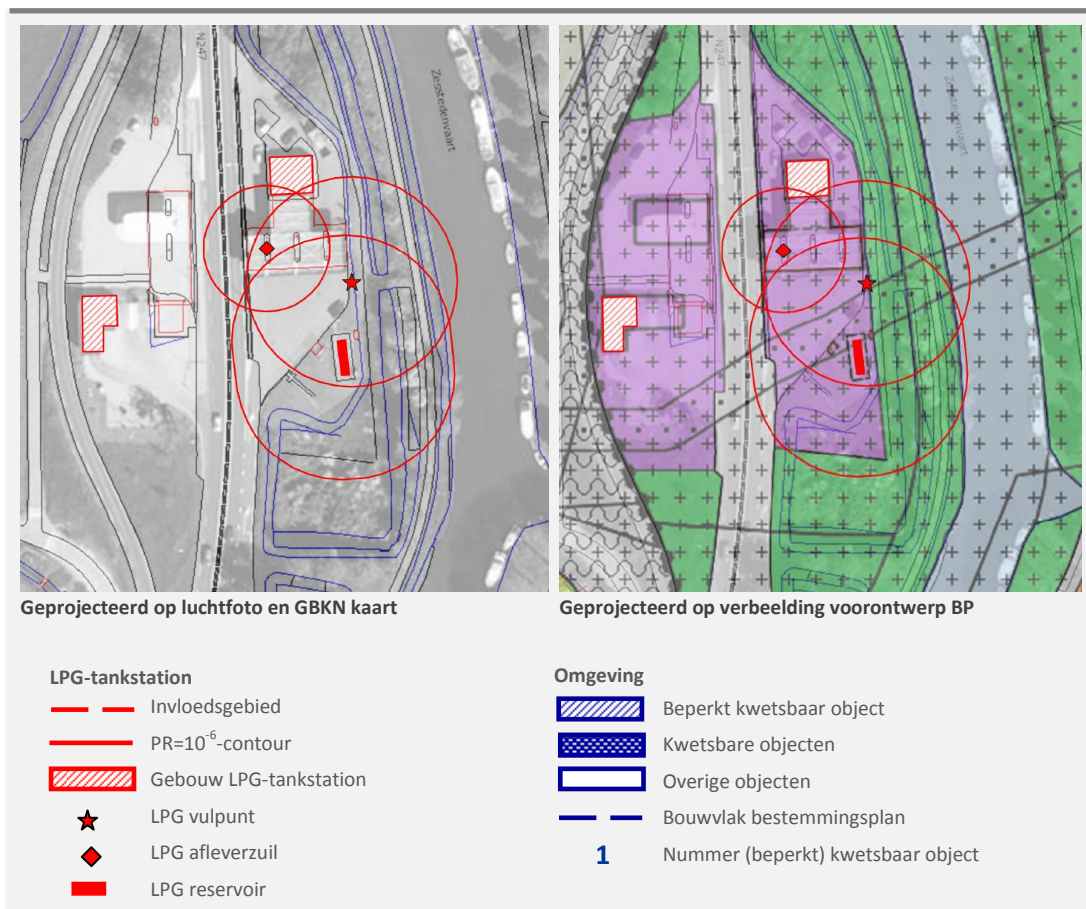 N247
Zesstedenvaart
N247
Zesstedenvaart
Geprojecteerd op luchtfoto en GBKN kaart
Geprojecteerd op verbeelding voorontwerp BP
LPG-tankstation
Invloedsgebied
PR=10⁻⁶-contour
Gebouw LPG-tankstation
LPG vulpunt
LPG afleverzuil
LPG reservoir
Omgeving
Beperkt kwetsbaar object
Kwetsbare objecten
Overige objecten
Bouwvlak bestemmingsplan
1 Nummer (beperkt) kwetsbaar object